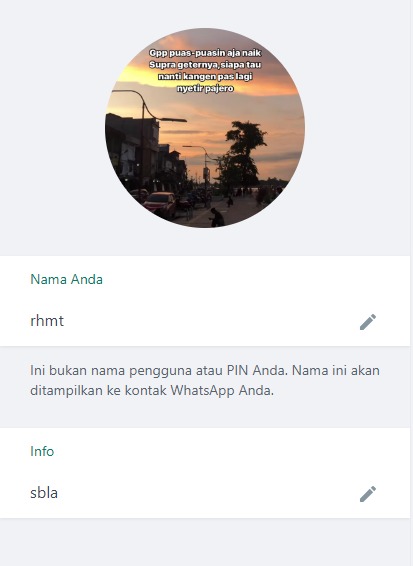 Gpp puas-puasin aja naik
Supra geternya,siapa tau
nanti kangen pas lagi
nyetir pajero
Nama Anda
rhmt
Ini bukan nama pengguna atau PIN Anda. Nama ini akan
ditampilkan ke kontak WhatsApp Anda.
Info
sbla